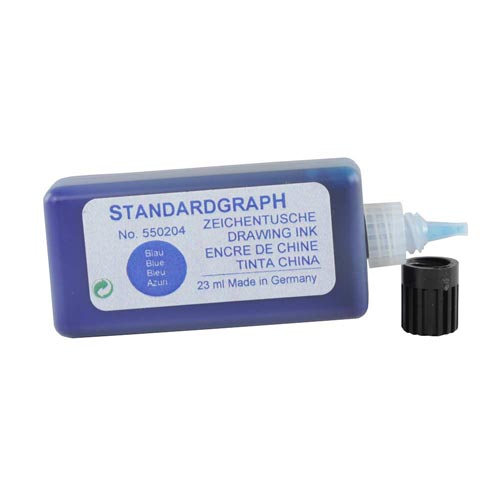 STANDARDGRAPH
No. 550204
ZEICHENTUSCHE
DRAWING INK
ENCRE DE CHINE
TINTA CHINA
Blau
Blue
Bleu
Azun
23 ml Made in Germany